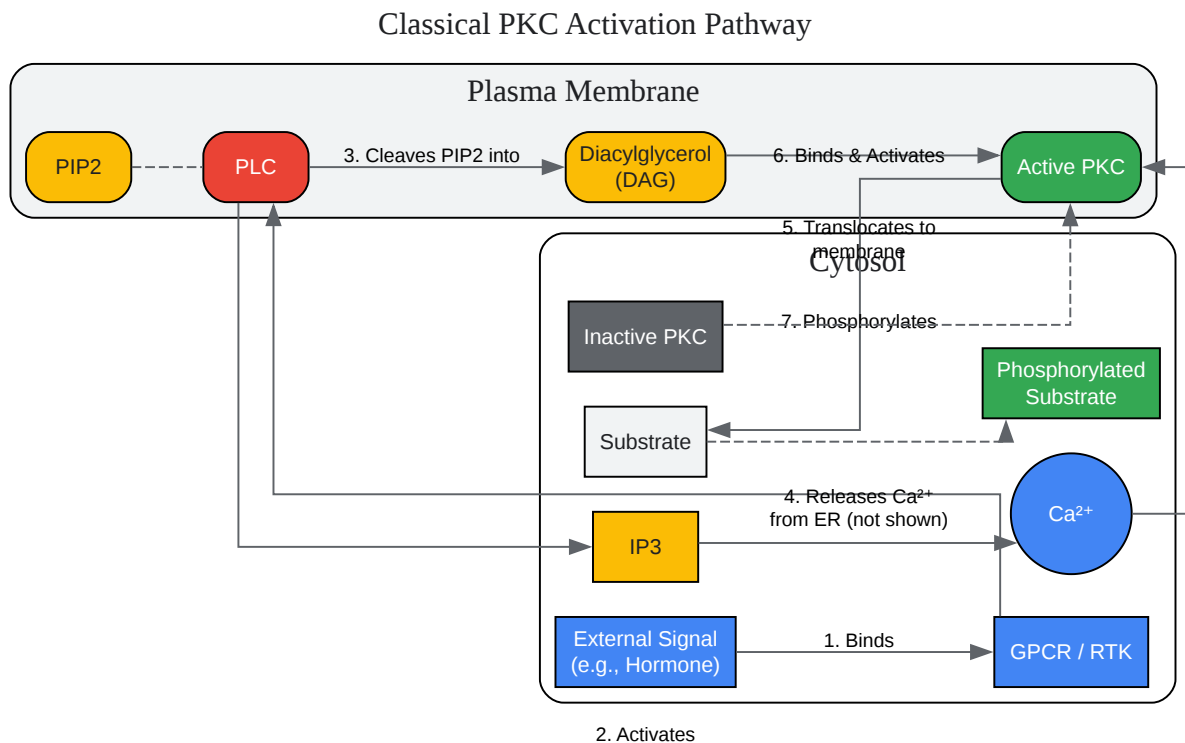 Classical PKC Activation Pathway
Plasma Membrane
PIP2
PLC
3. Cleaves PIP2 into
Diacylglycerol
(DAG)
6. Binds & Activates
Active PKC
5. Translocates to
membrane
Cytosol
Inactive PKC
7. Phosphorylates
Phosphorylated
Substrate
Substrate
4. Releases Ca²⁺
from ER (not shown)
Ca²⁺
IP3
External Signal
(e.g., Hormone)
1. Binds
GPCR / RTK
2. Activates